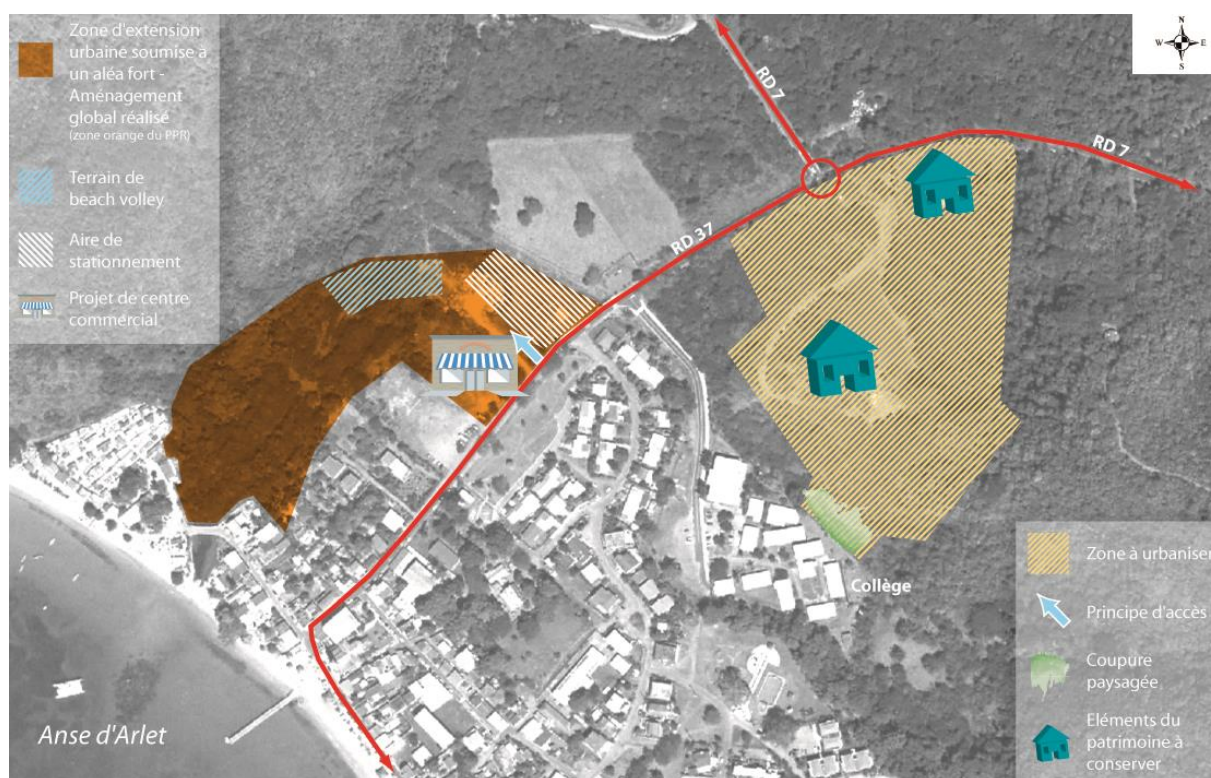 Zone d'extension
urbaine soumise à
un aléa fort -
Aménagement
global réalisé
(zone orange du PPR)
Terrain de
beach volley
Aire de
stationnement
Projet de centre
commercial
N
W E
S
RD 7
RD 7
RD 37
Collège
Anse d'Arlet
Zone à urbaniser
Principe d'accès
Coupure
paysagée
Eléments du
patrimoine à
conserver